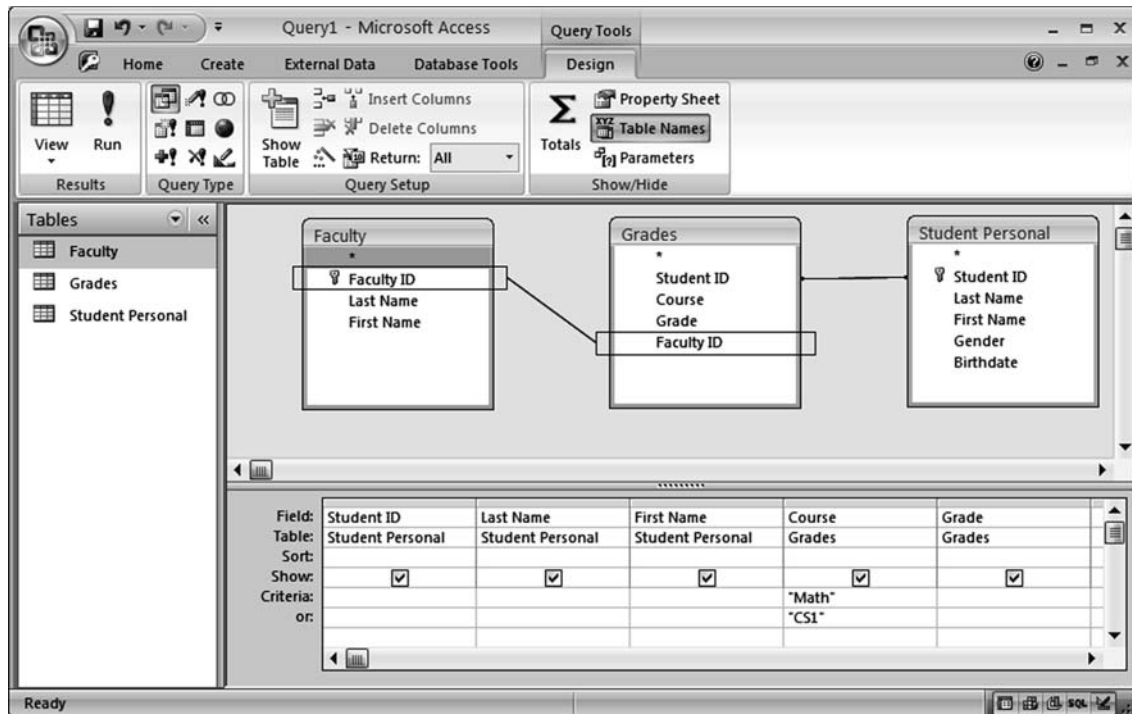 Query1 - Microsoft Access
Query Tools
Home Create External Data Database Tools Design
View
Run
Results
Query Type
Show Table
Insert Columns
Delete Columns
Return: All
Query Setup
Totals
Property Sheet
XYZ
Table Names
[?] Parameters
Show/Hide
Tables
Faculty
Grades
Student Personal
Faculty
*
Faculty ID
Last Name
First Name
Grades
*
Student ID
Course
Grade
Faculty ID
Student Personal
*
Student ID
Last Name
First Name
Gender
Birthdate
Field: Student ID Last Name First Name Course Grade
Table: Student Personal Student Personal Student Personal Grades Grades
Sort:
Show:
Criteria: "Math"
or: "CS1"
Ready
SQL